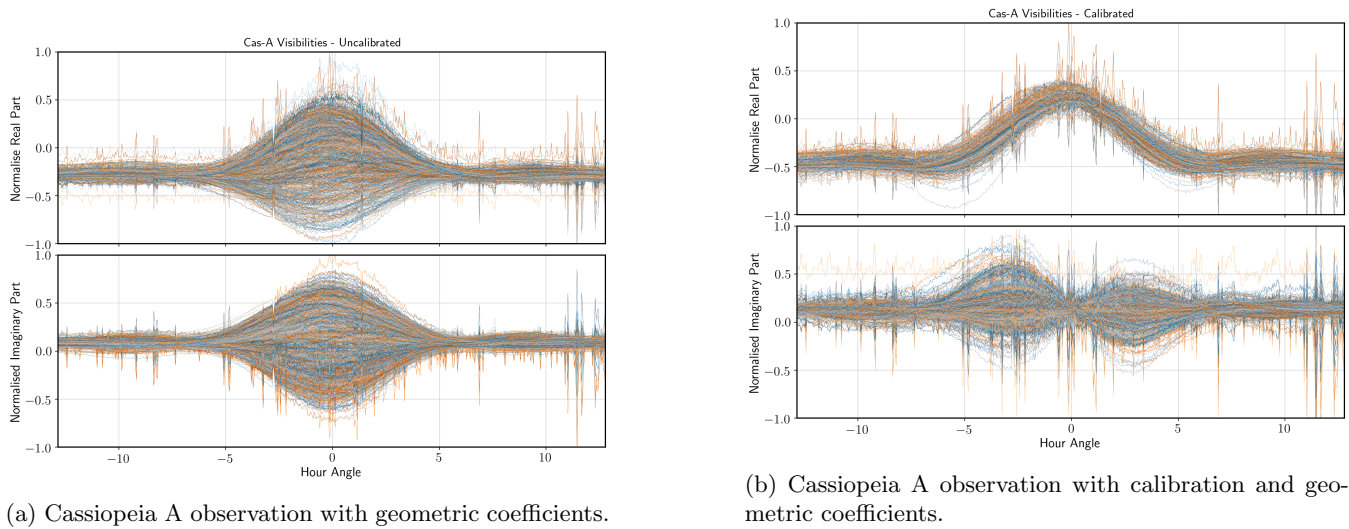 Cas-A Visibilities - Uncalibrated
1.0
0.5
0.0
−0.5
−1.0
Normalise Real Part
1.0
0.5
0.0
−0.5
−1.0
Normalised Imaginary Part
−10 −5 0 5 10
Hour Angle
(a) Cassiopeia A observation with geometric coefficients.
Cas-A Visibilities - Calibrated
1.0
0.5
0.0
−0.5
−1.0
Normalise Real Part
1.0
0.5
0.0
−0.5
−1.0
Normalised Imaginary Part
−10 −5 0 5 10
Hour Angle
(b) Cassiopeia A observation with calibration and geo-
metric coefficients.